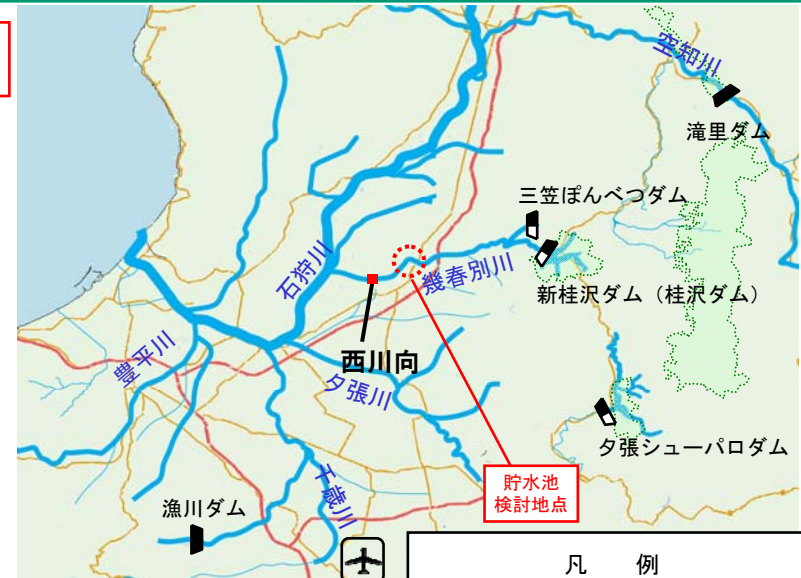 空知川
滝里ダム
三笠ぽんべつダム
石狩川
幾春別川
新桂沢ダム（桂沢ダム）
豊平川
西川向
夕張川
夕張シューパロダム
貯水池
検討地点
千歳川
漁川ダム
凡　例